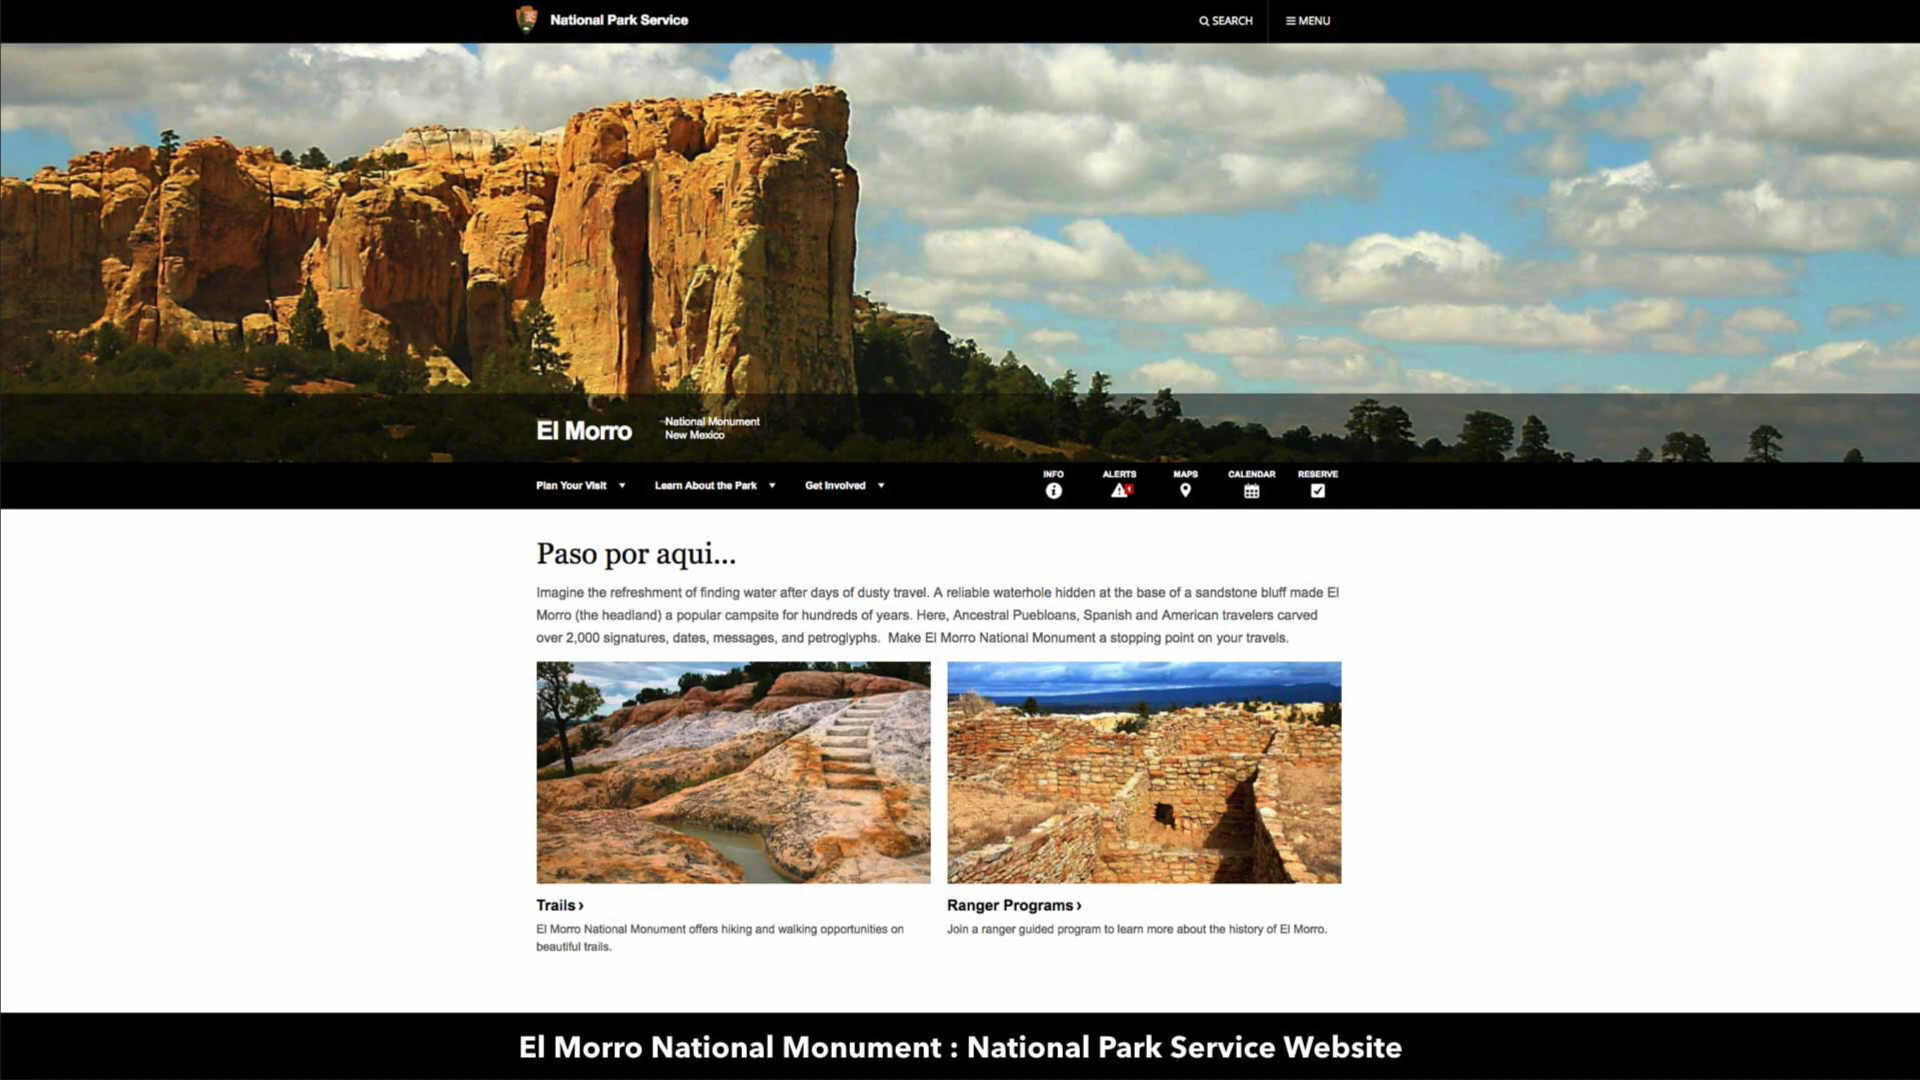 National Park Service
SEARCH
MENU
El Morro
National Monument
New Mexico
Plan Your Visit
Learn About the Park
Get Involved
INFO
ALERTS
1
MAPS
CALENDAR
RESERVE
Paso por aqui...
Imagine the refreshment of finding water after days of dusty travel. A reliable waterhole hidden at the base of a sandstone bluff made El
Morro (the headland) a popular campsite for hundreds of years. Here, Ancestral Puebloans, Spanish and American travelers carved
over 2,000 signatures, dates, messages, and petroglyphs. Make El Morro National Monument a stopping point on your travels.
Trails ›
El Morro National Monument offers hiking and walking opportunities on
beautiful trails.
Ranger Programs ›
Join a ranger guided program to learn more about the history of El Morro.
El Morro National Monument : National Park Service Website